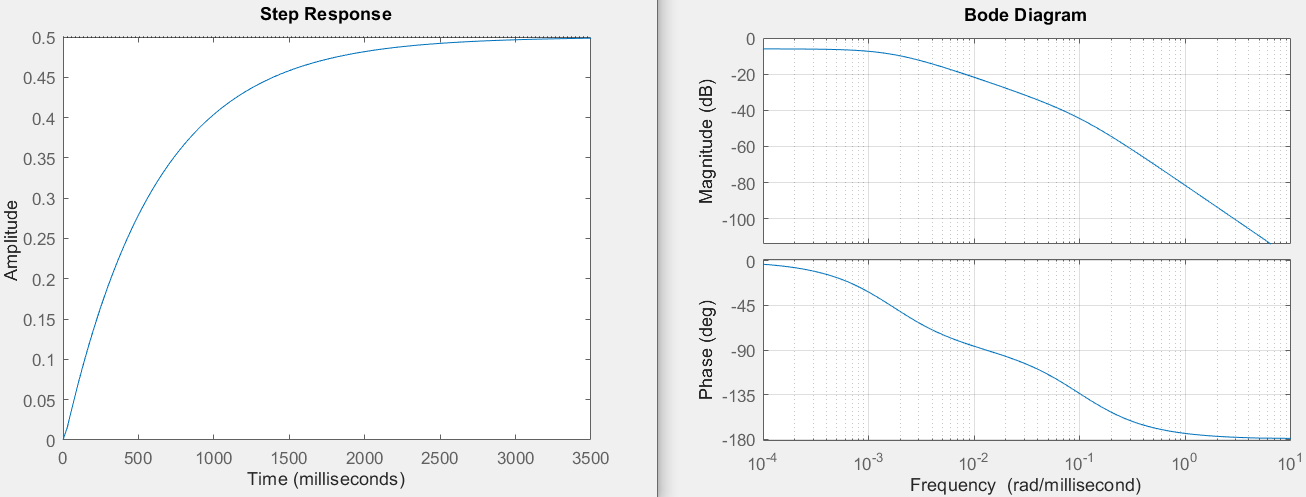 Step Response
Amplitude
0.5
0.45
0.4
0.35
0.3
0.25
0.2
0.15
0.1
0.05
0
0 500 1000 1500 2000 2500 3000 3500
Time (milliseconds)
Bode Diagram
Magnitude (dB)
0
-20
-40
-60
-80
-100
Phase (deg)
0
-45
-90
-135
-180
10^-4 10^-3 10^-2 10^-1 10^0 10^1
Frequency (rad/millisecond)